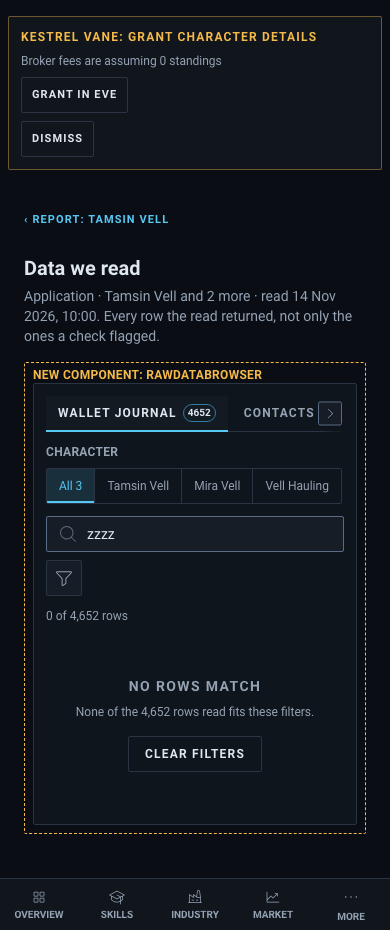 KESTREL VANE: GRANT CHARACTER DETAILS
Broker fees are assuming 0 standings
GRANT IN EVE
DISMISS
‹ REPORT: TAMSIN VELL
Data we read
Application · Tamsin Vell and 2 more · read 14 Nov
2026, 10:00. Every row the read returned, not only the
ones a check flagged.
NEW COMPONENT: RAWDATABROWSER
WALLET JOURNAL 4652 CONTACTS
CHARACTER
All 3 Tamsin Vell Mira Vell Vell Hauling
zzzz
0 of 4,652 rows
NO ROWS MATCH
None of the 4,652 rows read fits these filters.
CLEAR FILTERS
OVERVIEW SKILLS INDUSTRY MARKET MORE